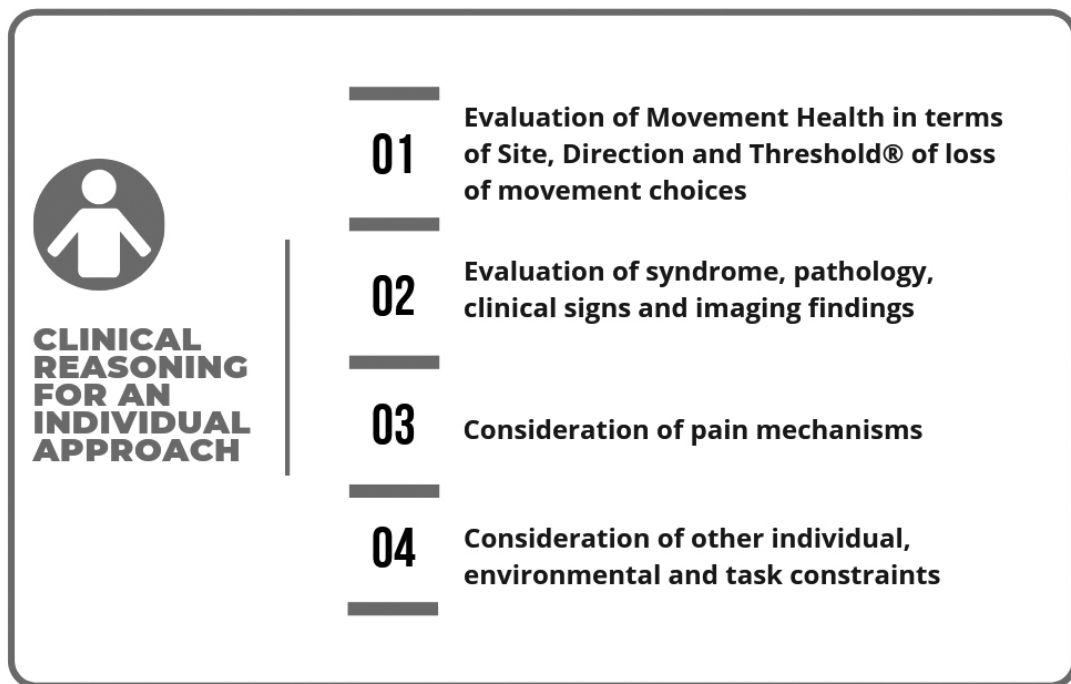 CLINICAL
REASONING
FOR AN
INDIVIDUAL
APPROACH
01
Evaluation of Movement Health in terms
of Site, Direction and Threshold® of loss
of movement choices
02
Evaluation of syndrome, pathology,
clinical signs and imaging findings
03
Consideration of pain mechanisms
04
Consideration of other individual,
environmental and task constraints